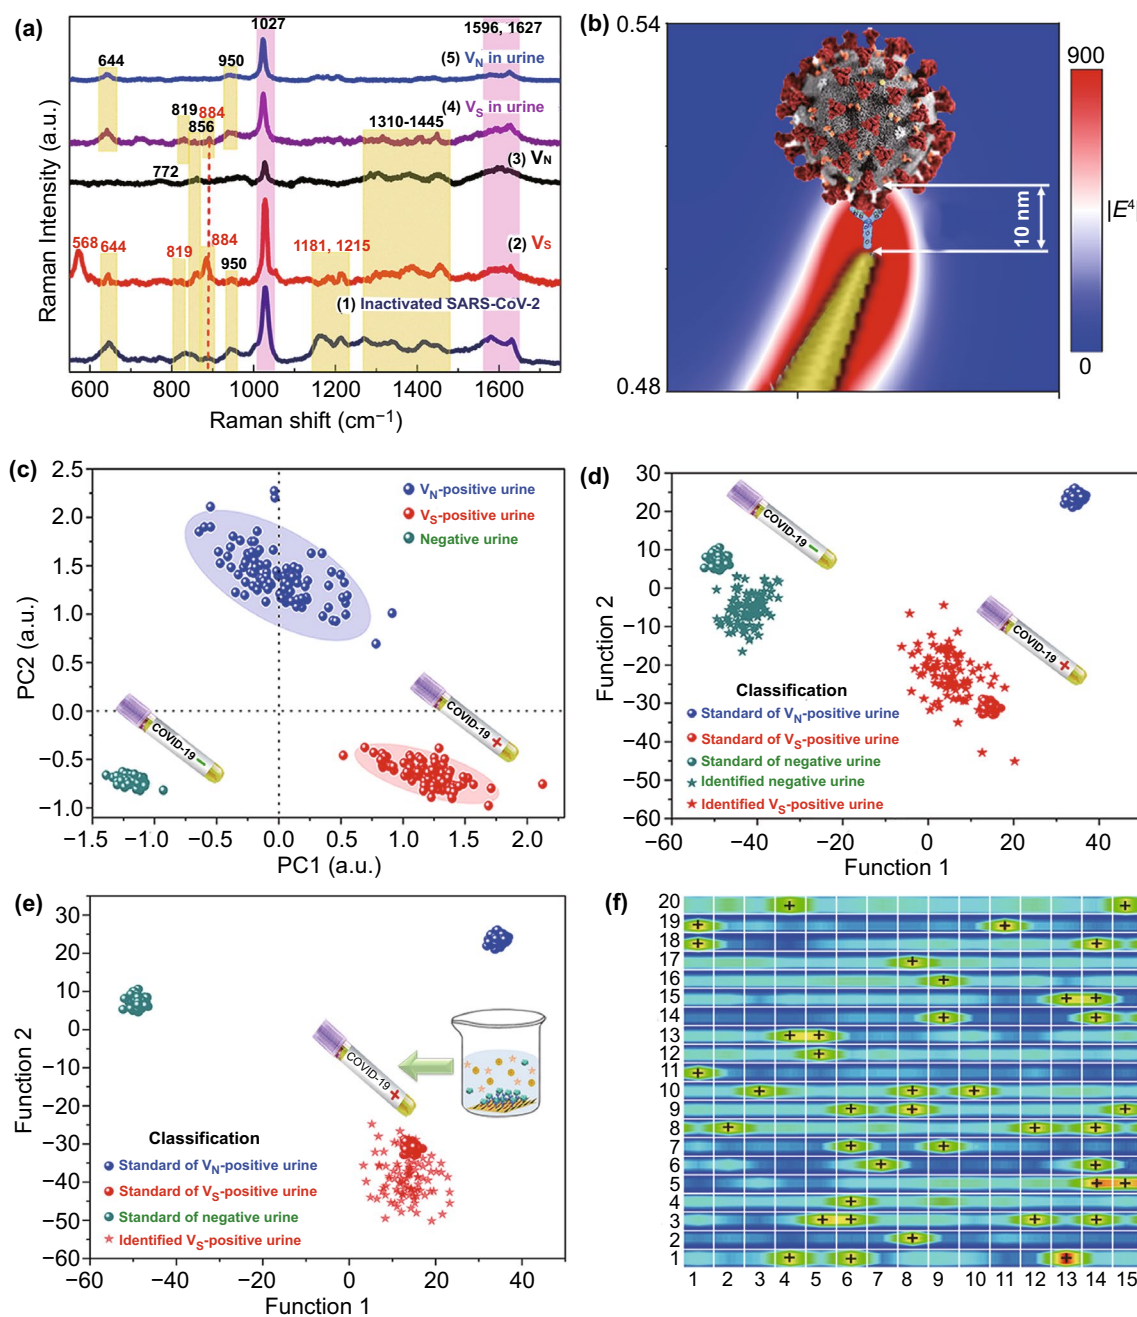 (a)
1027
1596, 1627
(5) VN in urine
644
950
(4) VS in urine
819
884
856
1310-1445
(3) VN
772
568
644
819
884
950
1181, 1215
(2) VS
(1) Inactivated SARS-CoV-2
Raman Intensity (a.u.)
600 800 1000 1200 1400 1600
Raman shift (cm−1)
(b)
0.54
0.48
10 nm
900
|E4|
0
(c)
2.5
2.0
1.5
1.0
0.5
0.0
−0.5
−1.0
PC2 (a.u.)
VN-positive urine
VS-positive urine
Negative urine
COVID-19 −
COVID-19 +
−1.5 −1.0 −0.5 0.0 0.5 1.0 1.5 2.0
PC1 (a.u.)
(d)
30
20
10
0
−10
−20
−30
−40
−50
−60
Function 2
COVID-19 −
COVID-19 +
Classification
Standard of VN-positive urine
Standard of VS-positive urine
Standard of negative urine
Identified negative urine
Identified VS-positive urine
−60 −40 −20 0 20 40
Function 1
(e)
30
20
10
0
−10
−20
−30
−40
−50
−60
Function 2
COVID-19 +
Classification
Standard of VN-positive urine
Standard of VS-positive urine
Standard of negative urine
Identified VS-positive urine
−60 −40 −20 0 20 40
Function 1
(f)
20
19
18
17
16
15
14
13
12
11
10
9
8
7
6
5
4
3
2
1
1 2 3 4 5 6 7 8 9 10 11 12 13 14 15